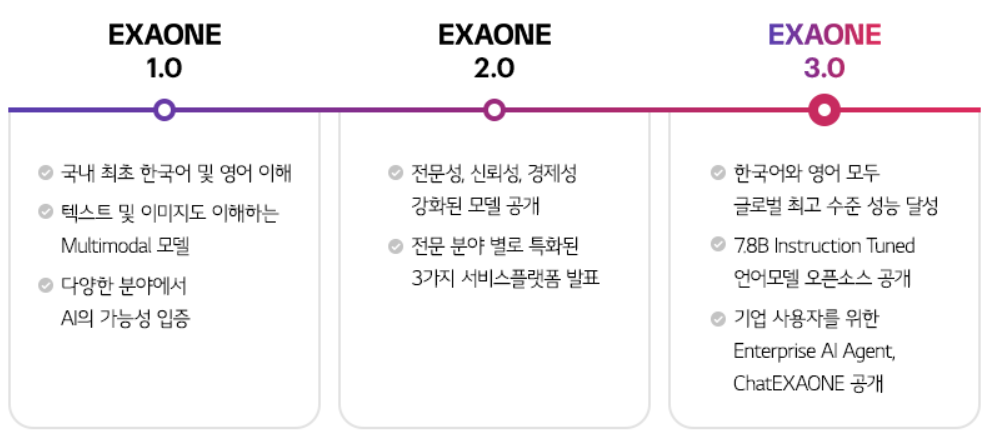 EXAONE
1.0
국내 최초 한국어 및 영어 이해
텍스트 및 이미지도 이해하는
Multimodal 모델
다양한 분야에서
AI의 가능성 입증
EXAONE
2.0
전문성, 신뢰성, 경제성
강화된 모델 공개
전문 분야 별로 특화된
3가지 서비스플랫폼 발표
EXAONE
3.0
한국어와 영어 모두
글로벌 최고 수준 성능 달성
7.8B Instruction Tuned
언어모델 오픈소스 공개
기업 사용자를 위한
Enterprise AI Agent,
ChatEXAONE 공개